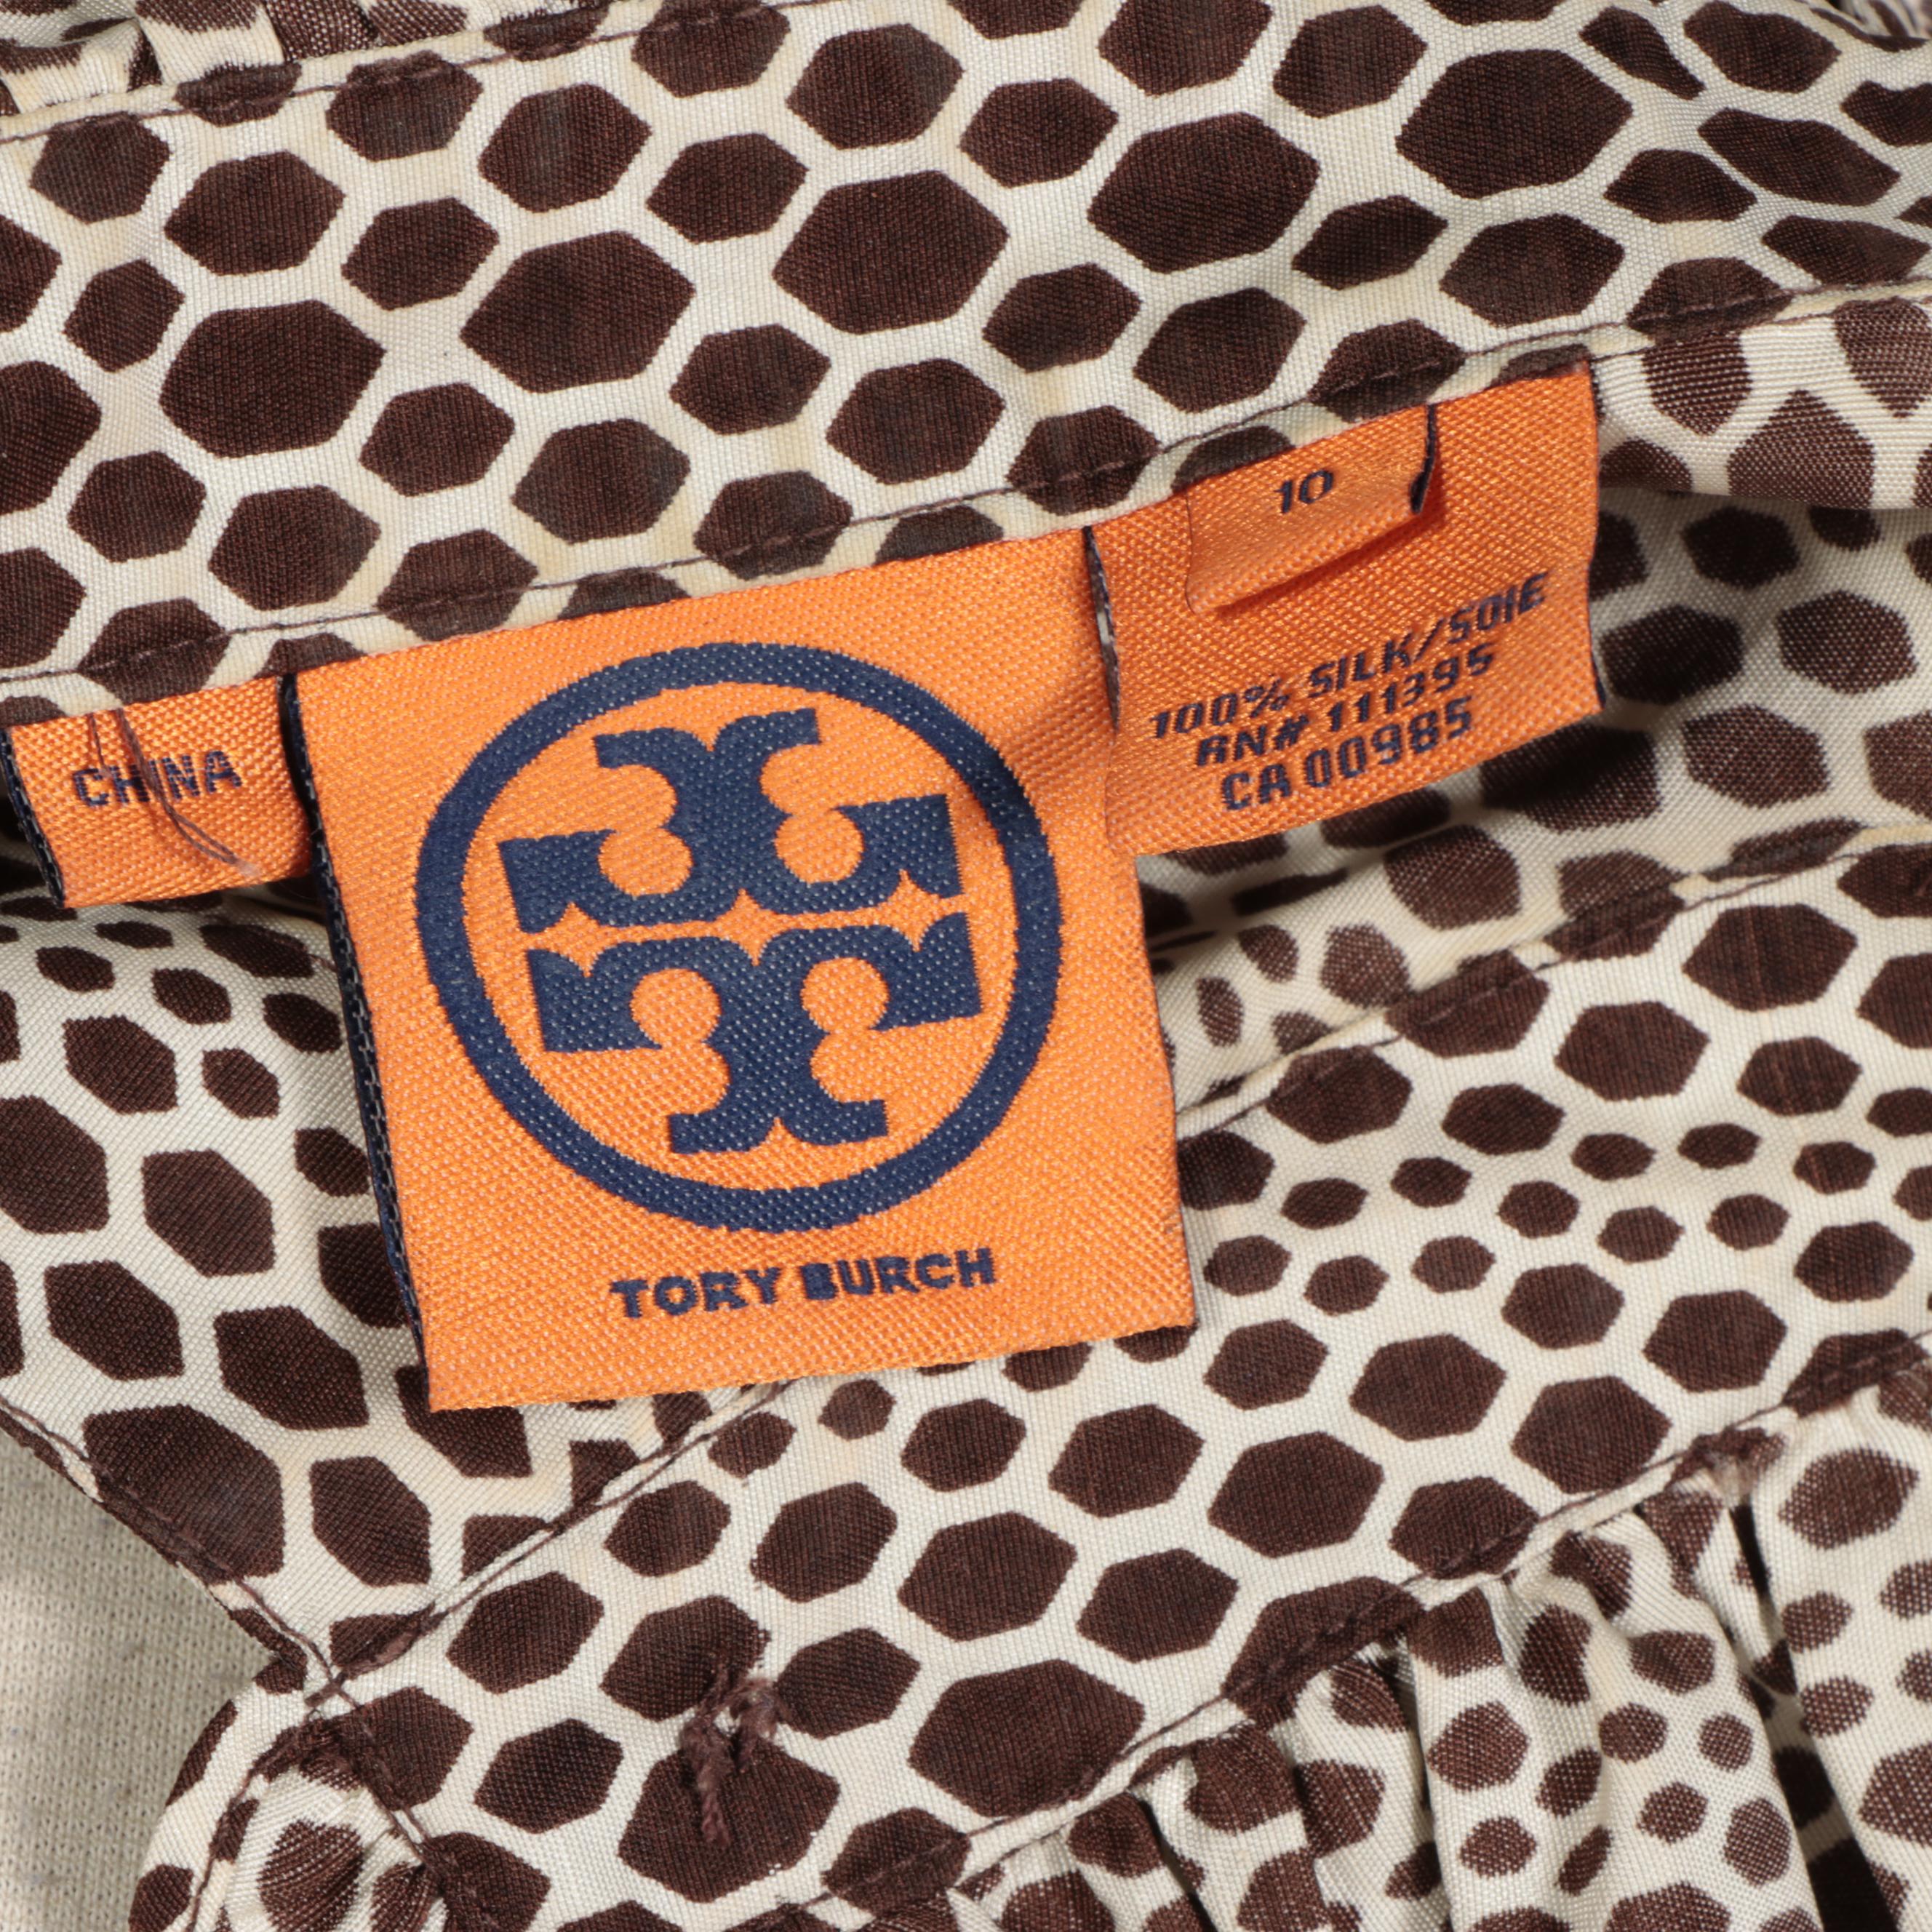 10
100% SILK/SOIE
RN# 111395
CA 00985
CHINA
TORY BURCH